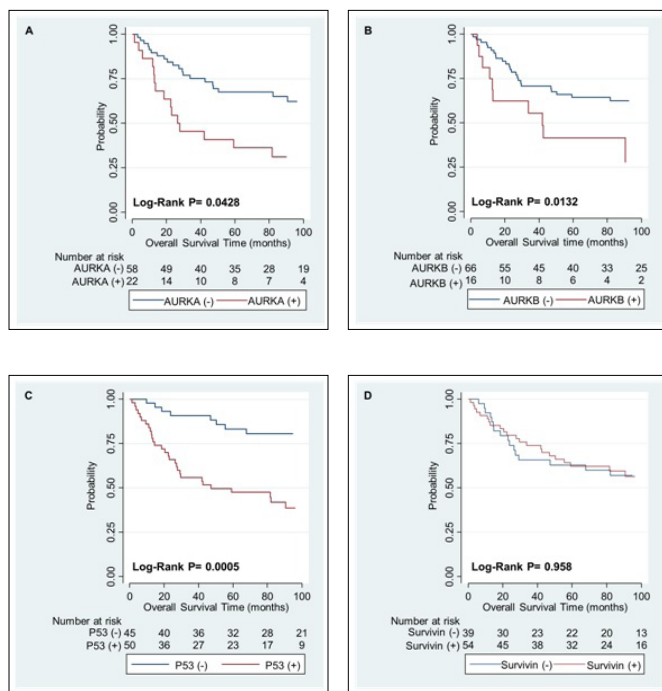 A
Probability
1.00
0.75
0.50
0.25
0.00
Log-Rank P= 0.0428
0 20 40 60 80 100
Overall Survival Time (months)
Number at risk
AURKA (-) 58 49 40 35 28 19
AURKA (+) 22 14 10 8 7 4
AURKA (-) AURKA (+)
B
Probability
1.00
0.75
0.50
0.25
0.00
Log-Rank P= 0.0132
0 20 40 60 80 100
Overall Survival Time (months)
Number at risk
AURKB (-) 66 55 45 40 33 25
AURKB (+) 16 10 8 6 4 2
AURKB (-) AURKB (+)
C
Probability
1.00
0.75
0.50
0.25
0.00
Log-Rank P= 0.0005
0 20 40 60 80 100
Overall Survival Time (months)
Number at risk
P53 (-) 45 40 36 32 28 21
P53 (+) 50 36 27 23 17 9
P53 (-) P53 (+)
D
Probability
1.00
0.75
0.50
0.25
0.00
Log-Rank P= 0.958
0 20 40 60 80 100
Overall Survival Time (months)
Number at risk
Survivin (-) 39 30 23 22 20 13
Survivin (+) 54 45 38 32 24 16
Survivin (-) Survivin (+)